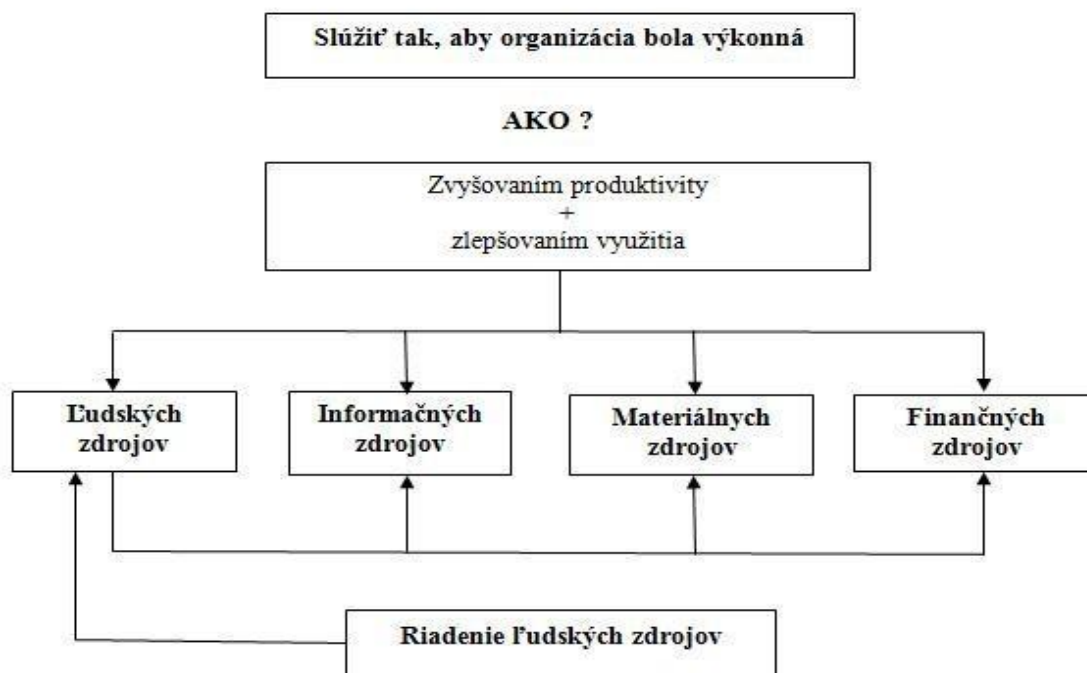 Slúžiť tak, aby organizácia bola výkonná
AKO ?
Zvyšovaním produktivity
+
zlepšovaním využitia
Ľudských
zdrojov
Informačných
zdrojov
Materiálnych
zdrojov
Finančných
zdrojov
Riadenie ľudských zdrojov